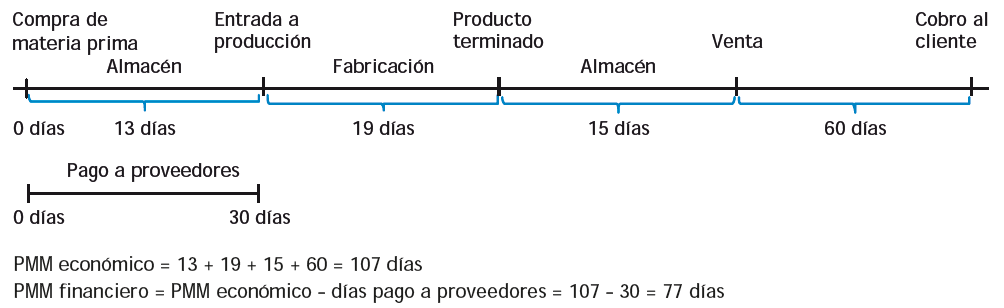 Compra de
materia prima
Entrada a
producción
Producto
terminado
Venta
Cobro al
cliente
Almacén
Fabricación
Almacén
0 días
13 días
19 días
15 días
60 días
Pago a proveedores
0 días
30 días
PMM económico = 13 + 19 + 15 + 60 = 107 días
PMM financiero = PMM económico – días pago a proveedores = 107 – 30 = 77 días